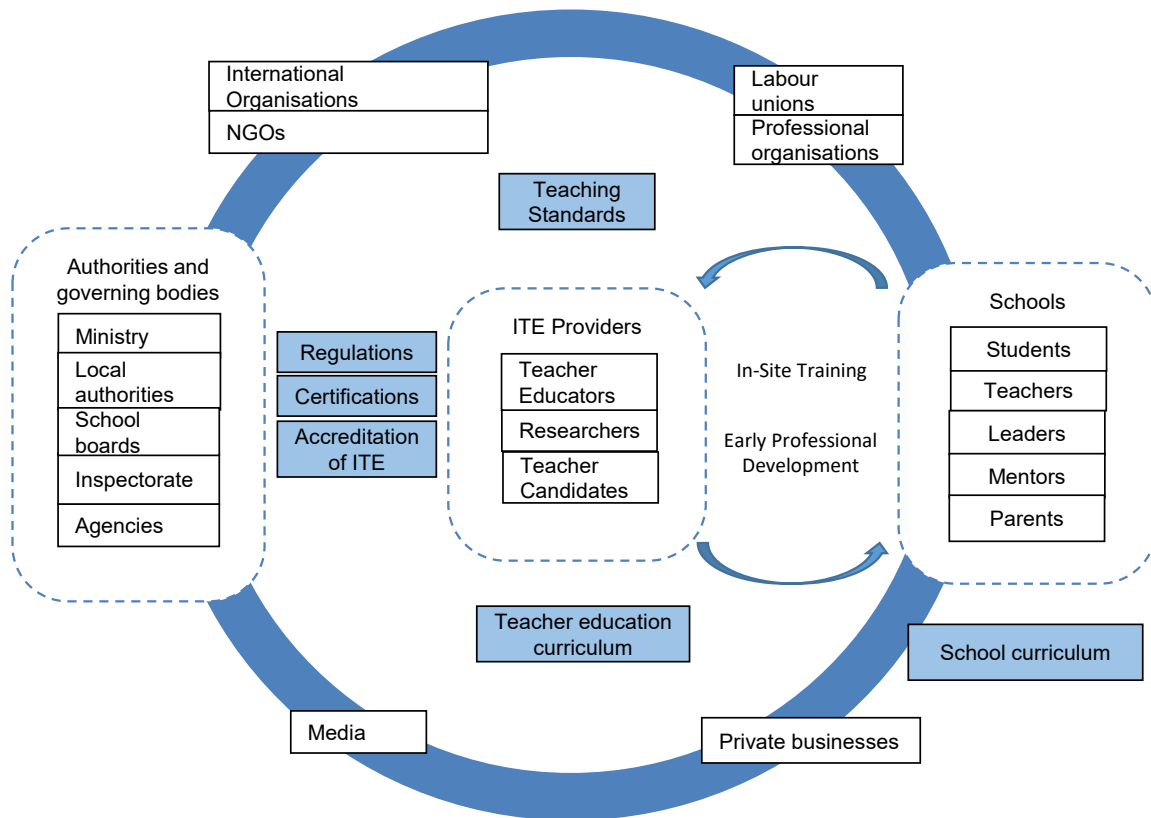 International
Organisations
NGOs
Labour
unions
Professional
organisations
Teaching
Standards
Authorities and
governing bodies
Ministry
Local
authorities
School
boards
Inspectorate
Agencies
Regulations
Certifications
Accreditation
of ITE
ITE Providers
Teacher
Educators
Researchers
Teacher
Candidates
In-Site Training
Early Professional
Development
Schools
Students
Teachers
Leaders
Mentors
Parents
Teacher education
curriculum
School curriculum
Media
Private businesses